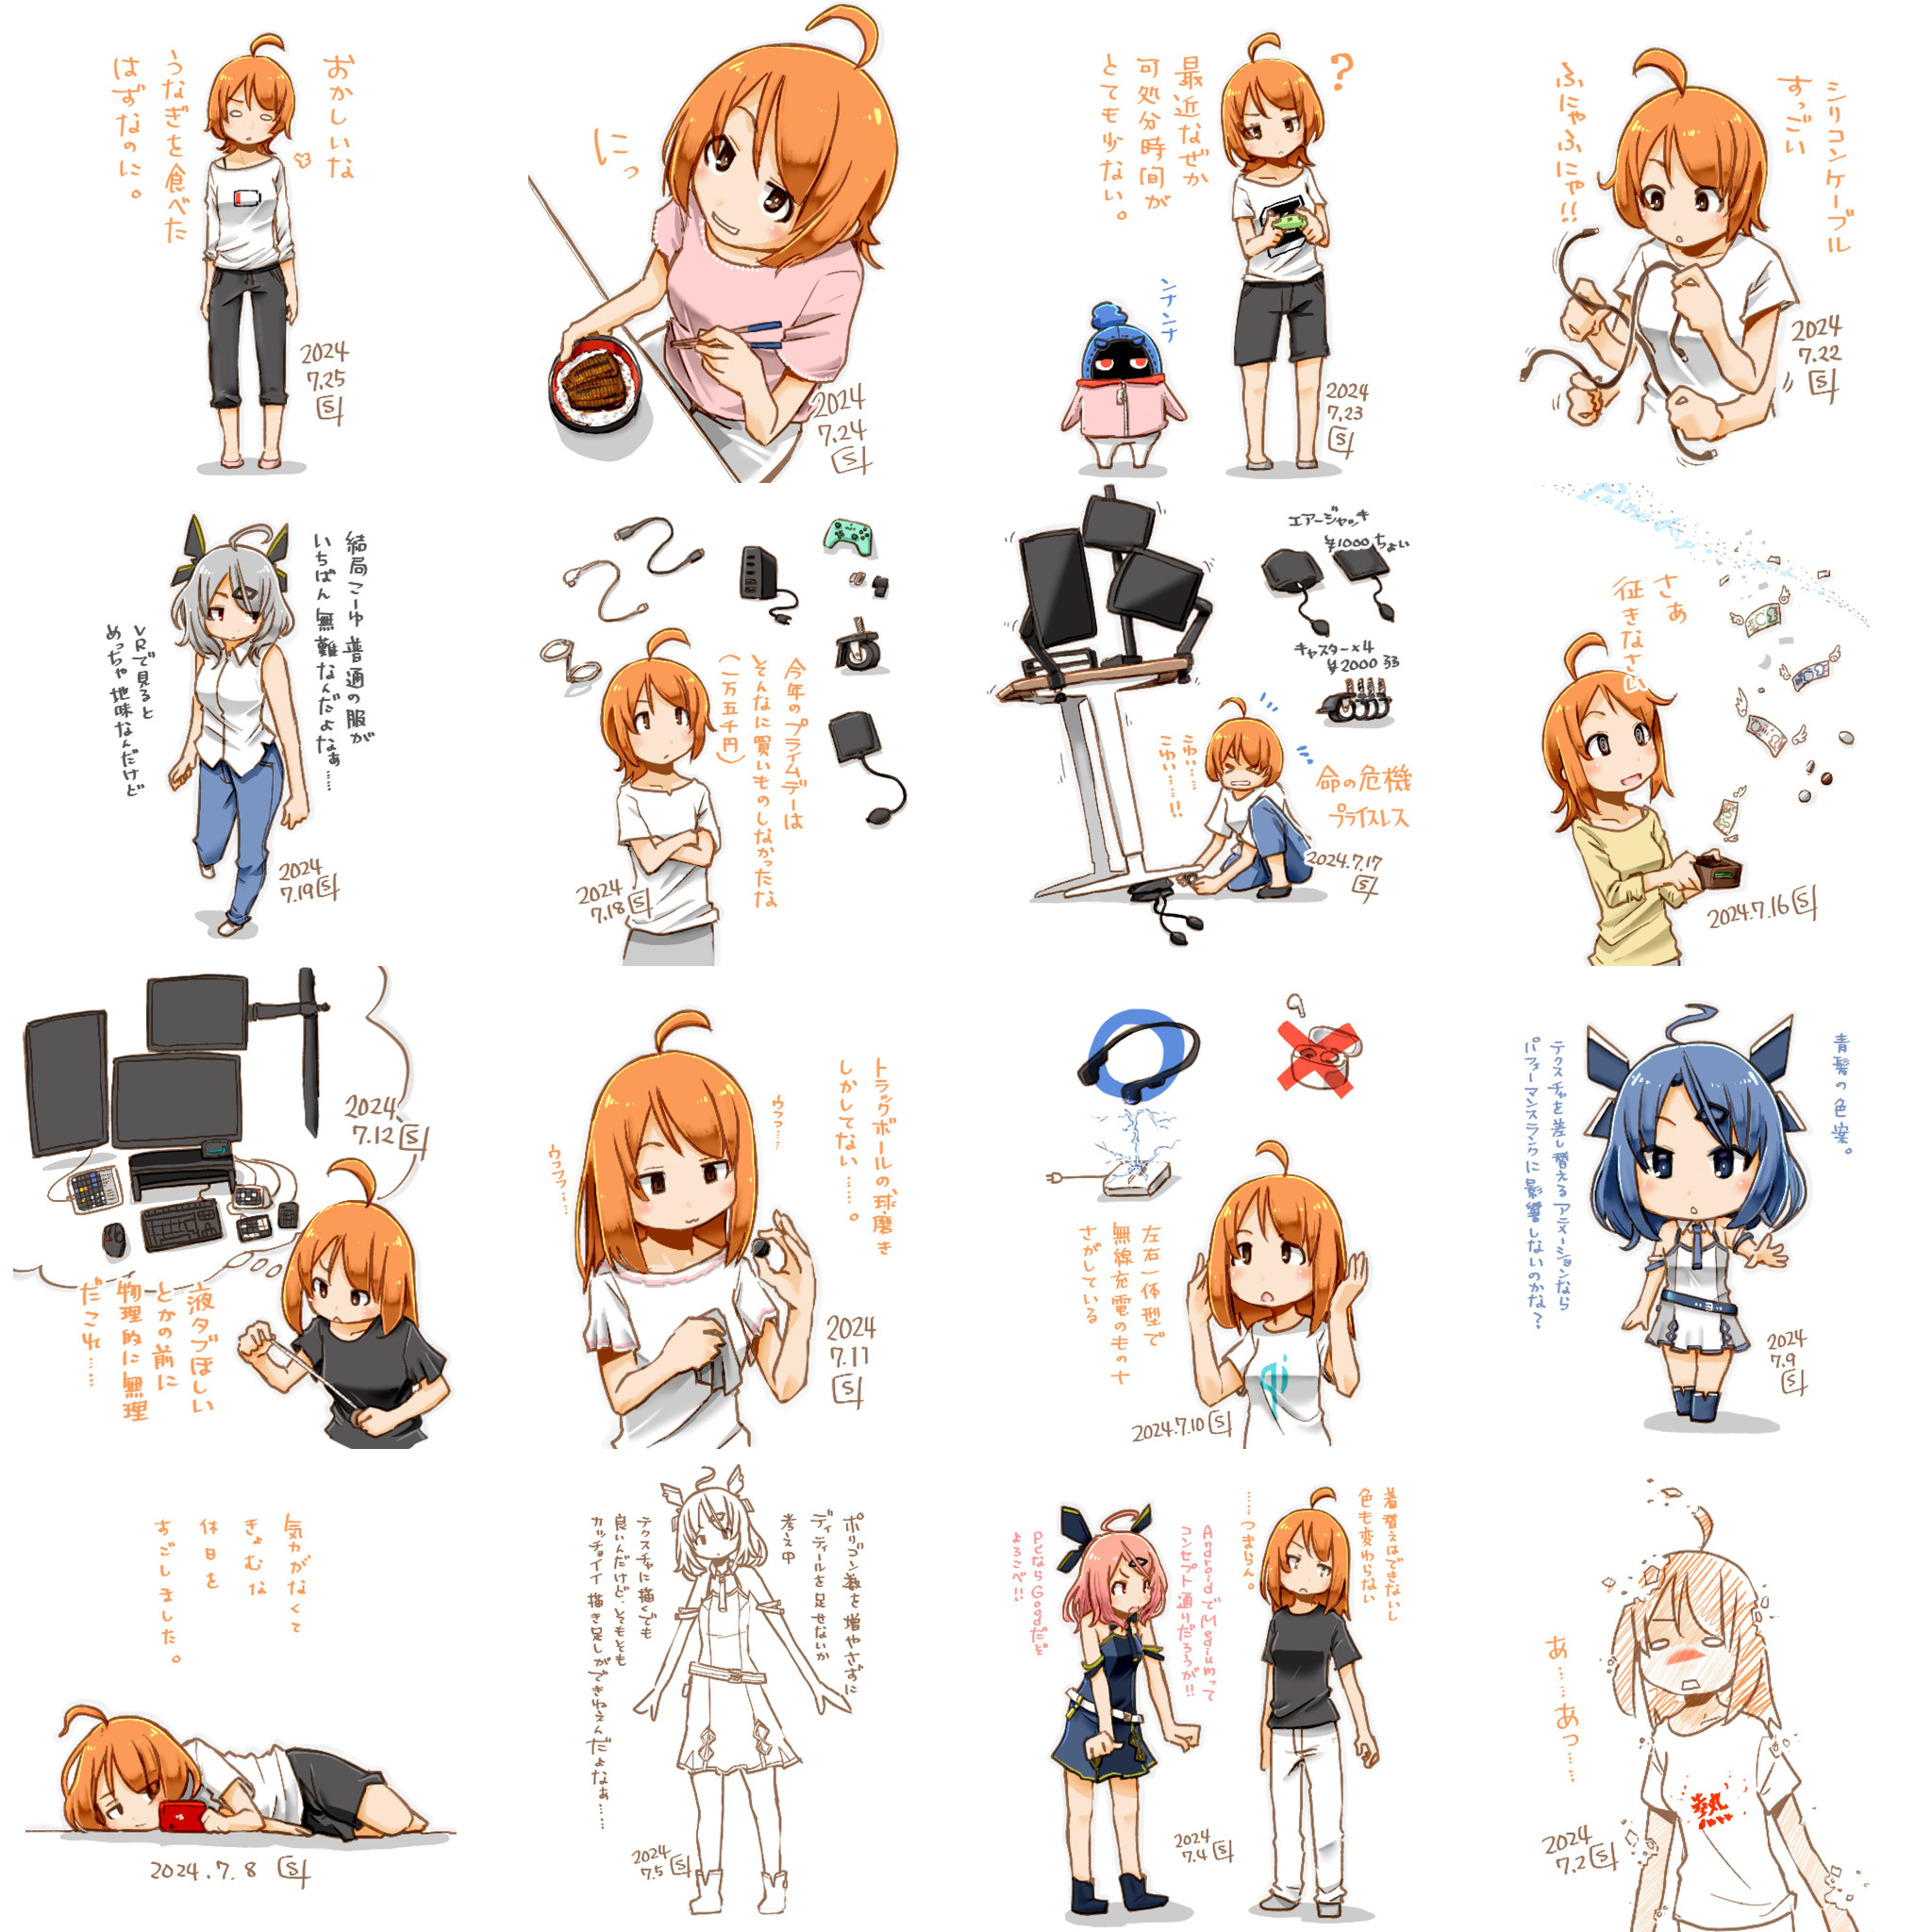 おかしいな
うなぎを食べた
はずなのに。
2024
7.25
にっ
2024
7.24
?
最近なぜか
可処分時間が
とても少ない。
ンナンナ
2024
7.23
シリコンケーブル
すっごい
ふにゃふにゃ!!
2024
7.22
結局こーゆ普通の服が
いちばん無難なんだよなぁ……
VRで見ると
めっちゃ地味なんだけど
2024
7.19
今年のプライムデーは
そんなに買いものしなかったな
(一万五千円)
2024
7.18
エアージャッキ
¥1000ちょい
キャスター×4
¥2000
こわい……
こわい……!!
命の危機
プライスレス
2024.7.17
さぁ
征きなさい
2024.7.16
2024
7.12
液タブほしい
とかの前に
物理的に無理
だこれ……
トラックボールの球磨き
しかしてない……。
ウフフ……
ウフフ……
2024
7.11
左右一体型で
無線充電のものナ
さがしている
qi
2024.7.10
青髪の色案。
テクスチャを差し替えるアニメーションなら
パフォーマンスランクに影響しないのかな?
2024
7.9
気力がなくて
きょむな
休日を
すごしました。
2024.7.8
ポリゴン数を増やさずに
ディティールを足せないか
考え中
テクスチャに描くでも
良いんだけど、そもそも
カッチョイイ描き足しができねえんだよなぁ……
2024
7.5
着替えはできないし
色も変わらない
……つまらん。
AndroidでMediumって
コンセプト通りだろうが!!
PCならGoodだぞ
よろこべ!!
2024
7.4
あ……あっ……
熱
2024
7.2